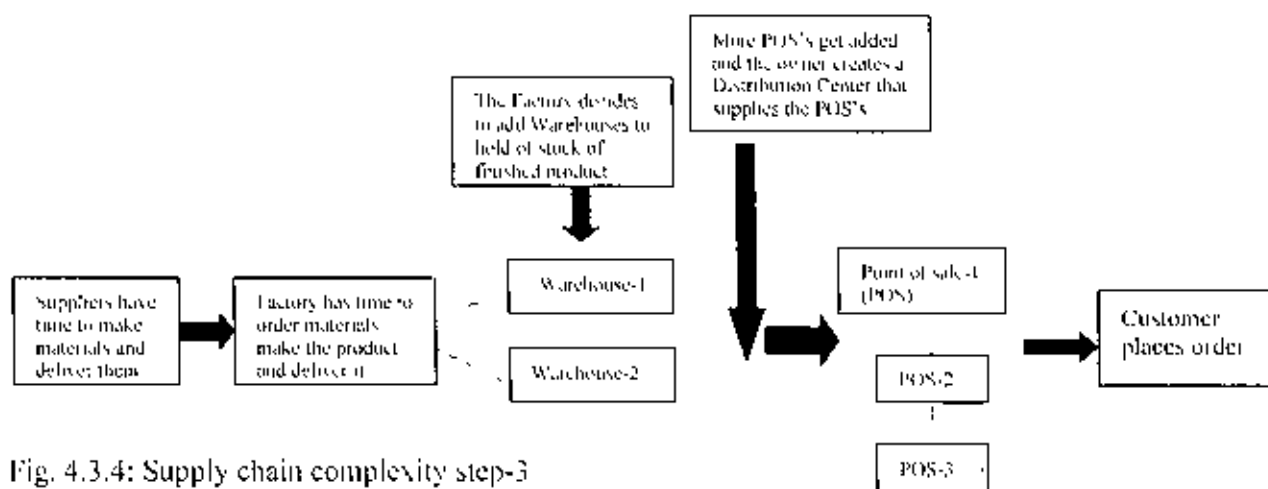 More POS's get added
and the owner creates a
Distribution Center that
supplies the POS's
The Factory decides
to add Warehouses to
hold of stock of
finished product
Suppliers have
time to make
materials and
deliver them
Factory has time to
order materials
make the product
and deliver it
Warehouse-1
Warehouse-2
Point of sale-1
(POS)
POS-2
POS-3
Customer
places order
Fig. 4.3.4: Supply chain complexity step-3